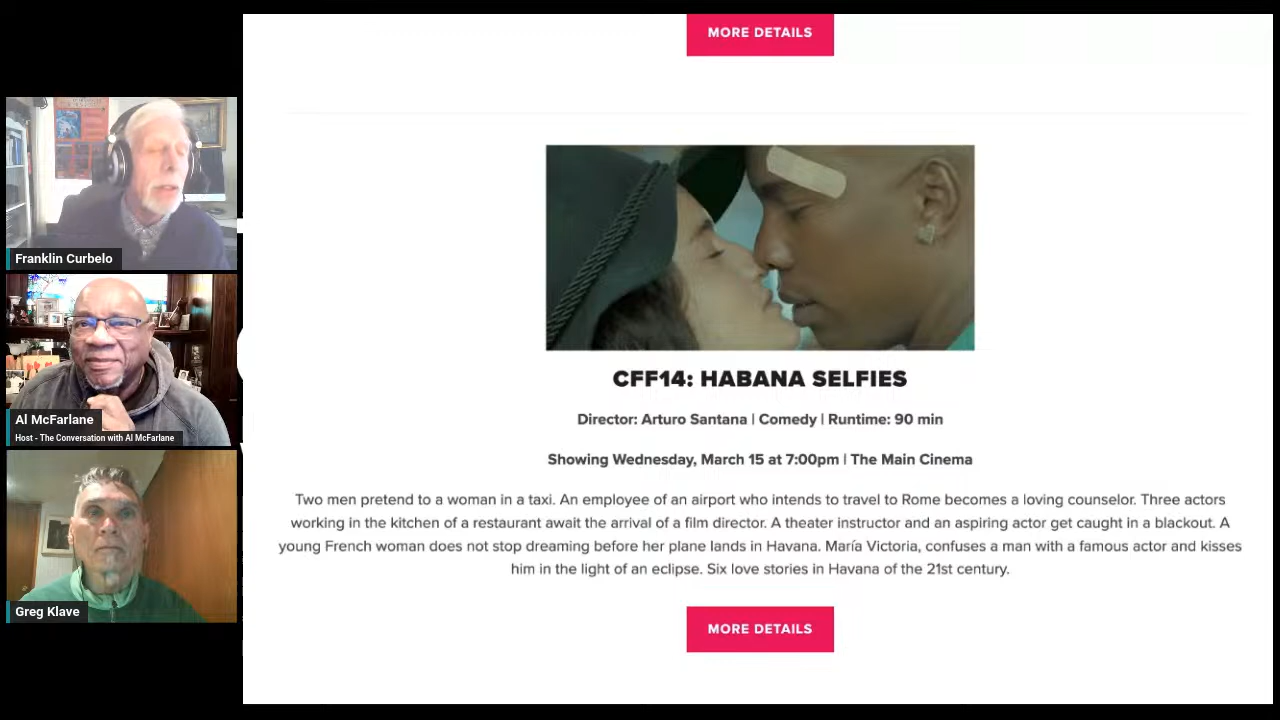 MORE DETAILS
Franklin Curbelo
Al McFarlane
Host - The Conversation with Al McFarlane
Greg Klave
CFF14: HABANA SELFIES
Director: Arturo Santana | Comedy | Runtime: 90 min
Showing Wednesday, March 15 at 7:00pm | The Main Cinema
Two men pretend to a woman in a taxi. An employee of an airport who intends to travel to Rome becomes a loving counselor. Three actors
working in the kitchen of a restaurant await the arrival of a film director. A theater instructor and an aspiring actor get caught in a blackout. A
young French woman does not stop dreaming before her plane lands in Havana. María Victoria, confuses a man with a famous actor and kisses
him in the light of an eclipse. Six love stories in Havana of the 21st century.
MORE DETAILS